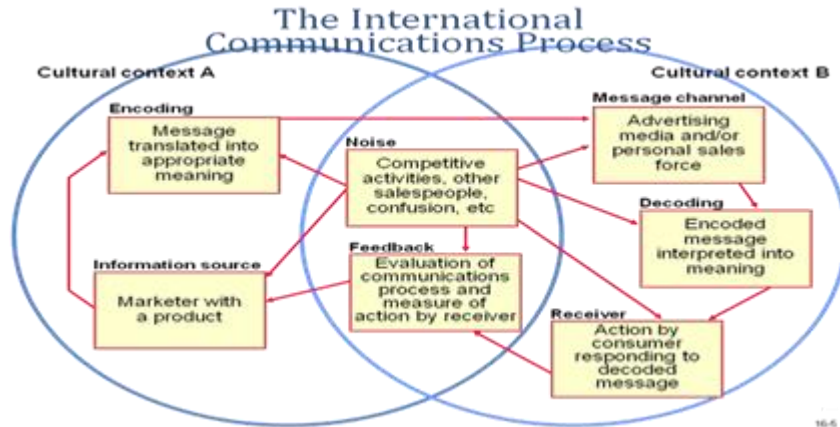 The International
Communications Process
Cultural context A
Cultural context B
Encoding
Message
translated into
appropriate
meaning
Message channel
Advertising
media and/or
personal sales
force
Noise
Competitive
activities, other
salespeople,
confusion, etc
Decoding
Encoded
message
interpreted into
meaning
Feedback
Evaluation of
communications
process and
measure of
action by receiver
Information source
Marketer with
a product
Receiver
Action by
consumer
responding to
decoded
message